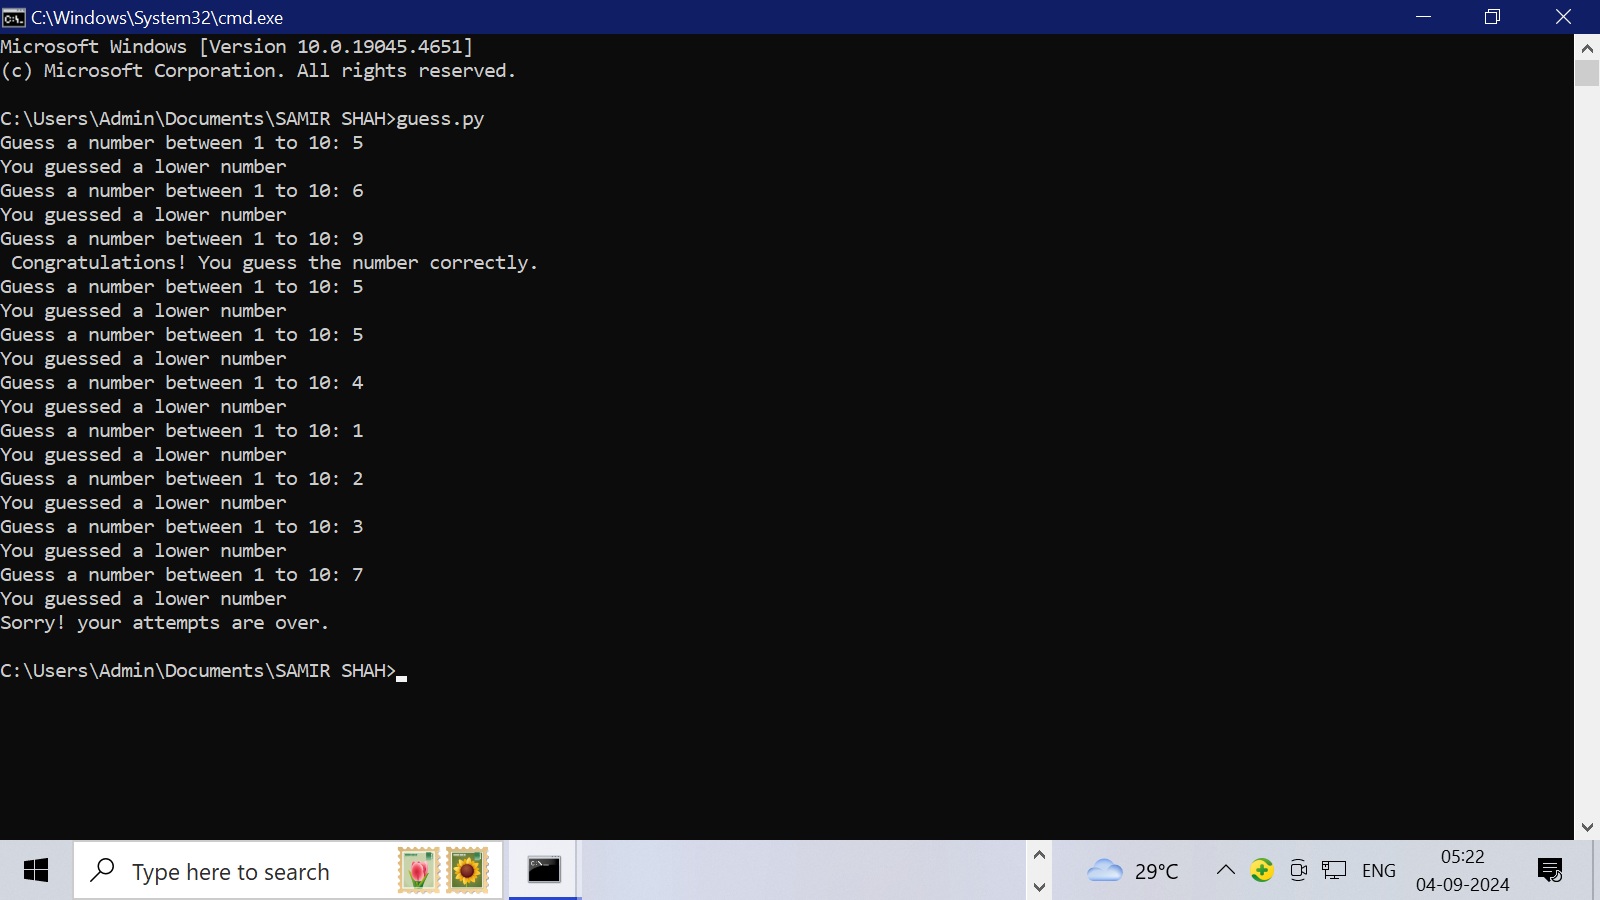 C:\Windows\System32\cmd.exe
Microsoft Windows [Version 10.0.19045.4651]
(c) Microsoft Corporation. All rights reserved.
C:\Users\Admin\Documents\SAMIR SHAH>guess.py
Guess a number between 1 to 10: 5
You guessed a lower number
Guess a number between 1 to 10: 6
You guessed a lower number
Guess a number between 1 to 10: 9
 Congratulations! You guess the number correctly.
Guess a number between 1 to 10: 5
You guessed a lower number
Guess a number between 1 to 10: 5
You guessed a lower number
Guess a number between 1 to 10: 4
You guessed a lower number
Guess a number between 1 to 10: 1
You guessed a lower number
Guess a number between 1 to 10: 2
You guessed a lower number
Guess a number between 1 to 10: 3
You guessed a lower number
Guess a number between 1 to 10: 7
You guessed a lower number
Sorry! your attempts are over.
C:\Users\Admin\Documents\SAMIR SHAH>
Type here to search
29°C
ENG
05:22
04-09-2024